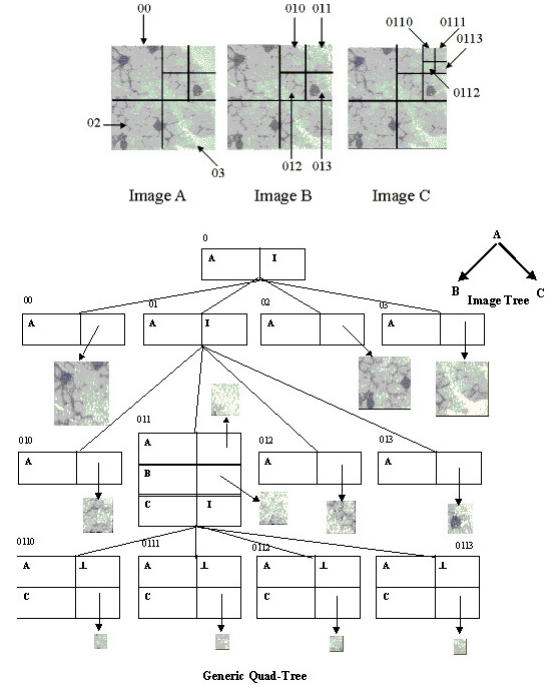 00
010 011
0110 0111
0113
0112
02
03
012 013
Image A Image B Image C
0
A I
A
B C
Image Tree
00 01 02 03
A A I A A
010 011 012 013
A A A A
B
C I
0110 0111 0112 0113
A ⊥ A ⊥ A ⊥ A ⊥
C C C C
Generic Quad-Tree